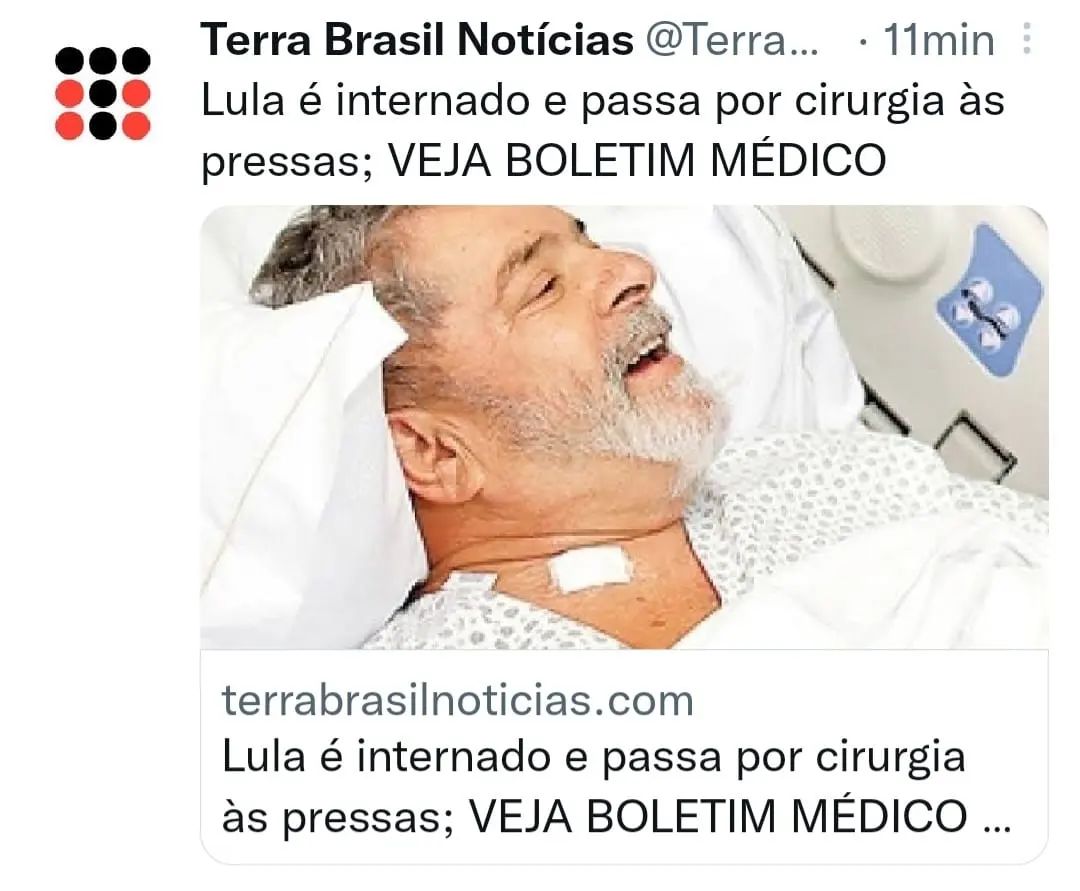 Terra Brasil Notícias @Terra... · 11min
Lula é internado e passa por cirurgia às
pressas; VEJA BOLETIM MÉDICO
terrabrasilnoticias.com
Lula é internado e passa por cirurgia
às pressas; VEJA BOLETIM MÉDICO ...